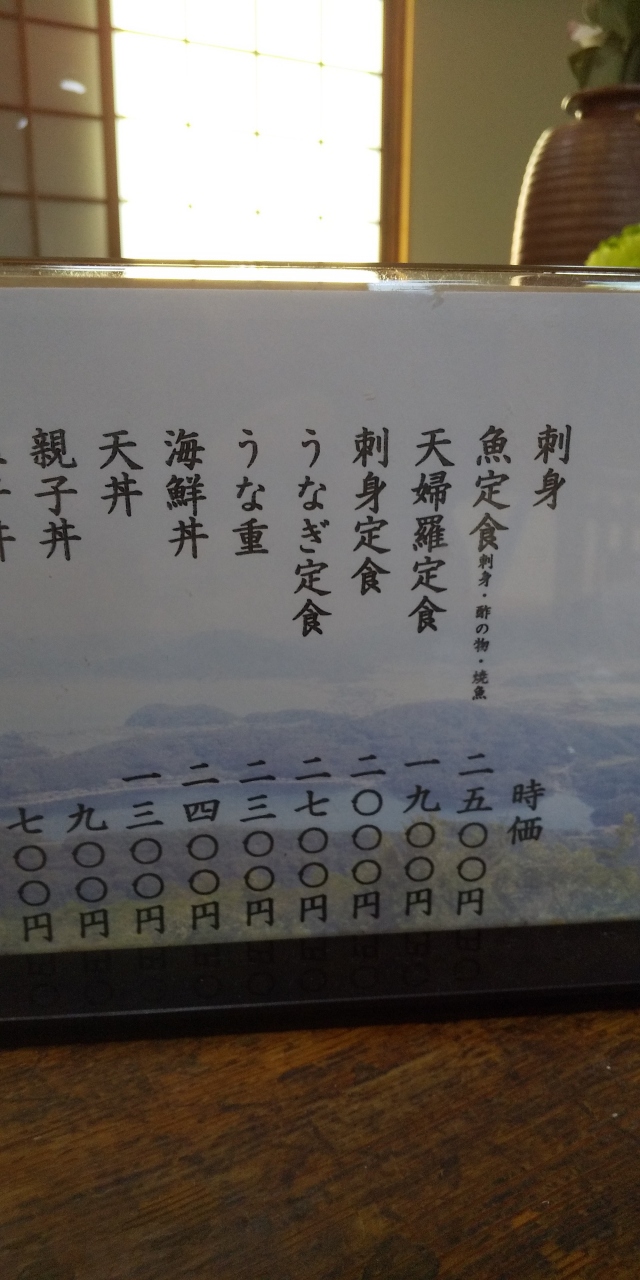 刺身 時価
魚定食 刺身・酢の物・焼魚 二五〇〇円
天婦羅定食 一九〇〇円
刺身定食 二〇〇〇円
うなぎ定食 二七〇〇円
うな重 二三〇〇円
海鮮丼 二四〇〇円
天丼 一三〇〇円
親子丼 九〇〇円
七〇〇円